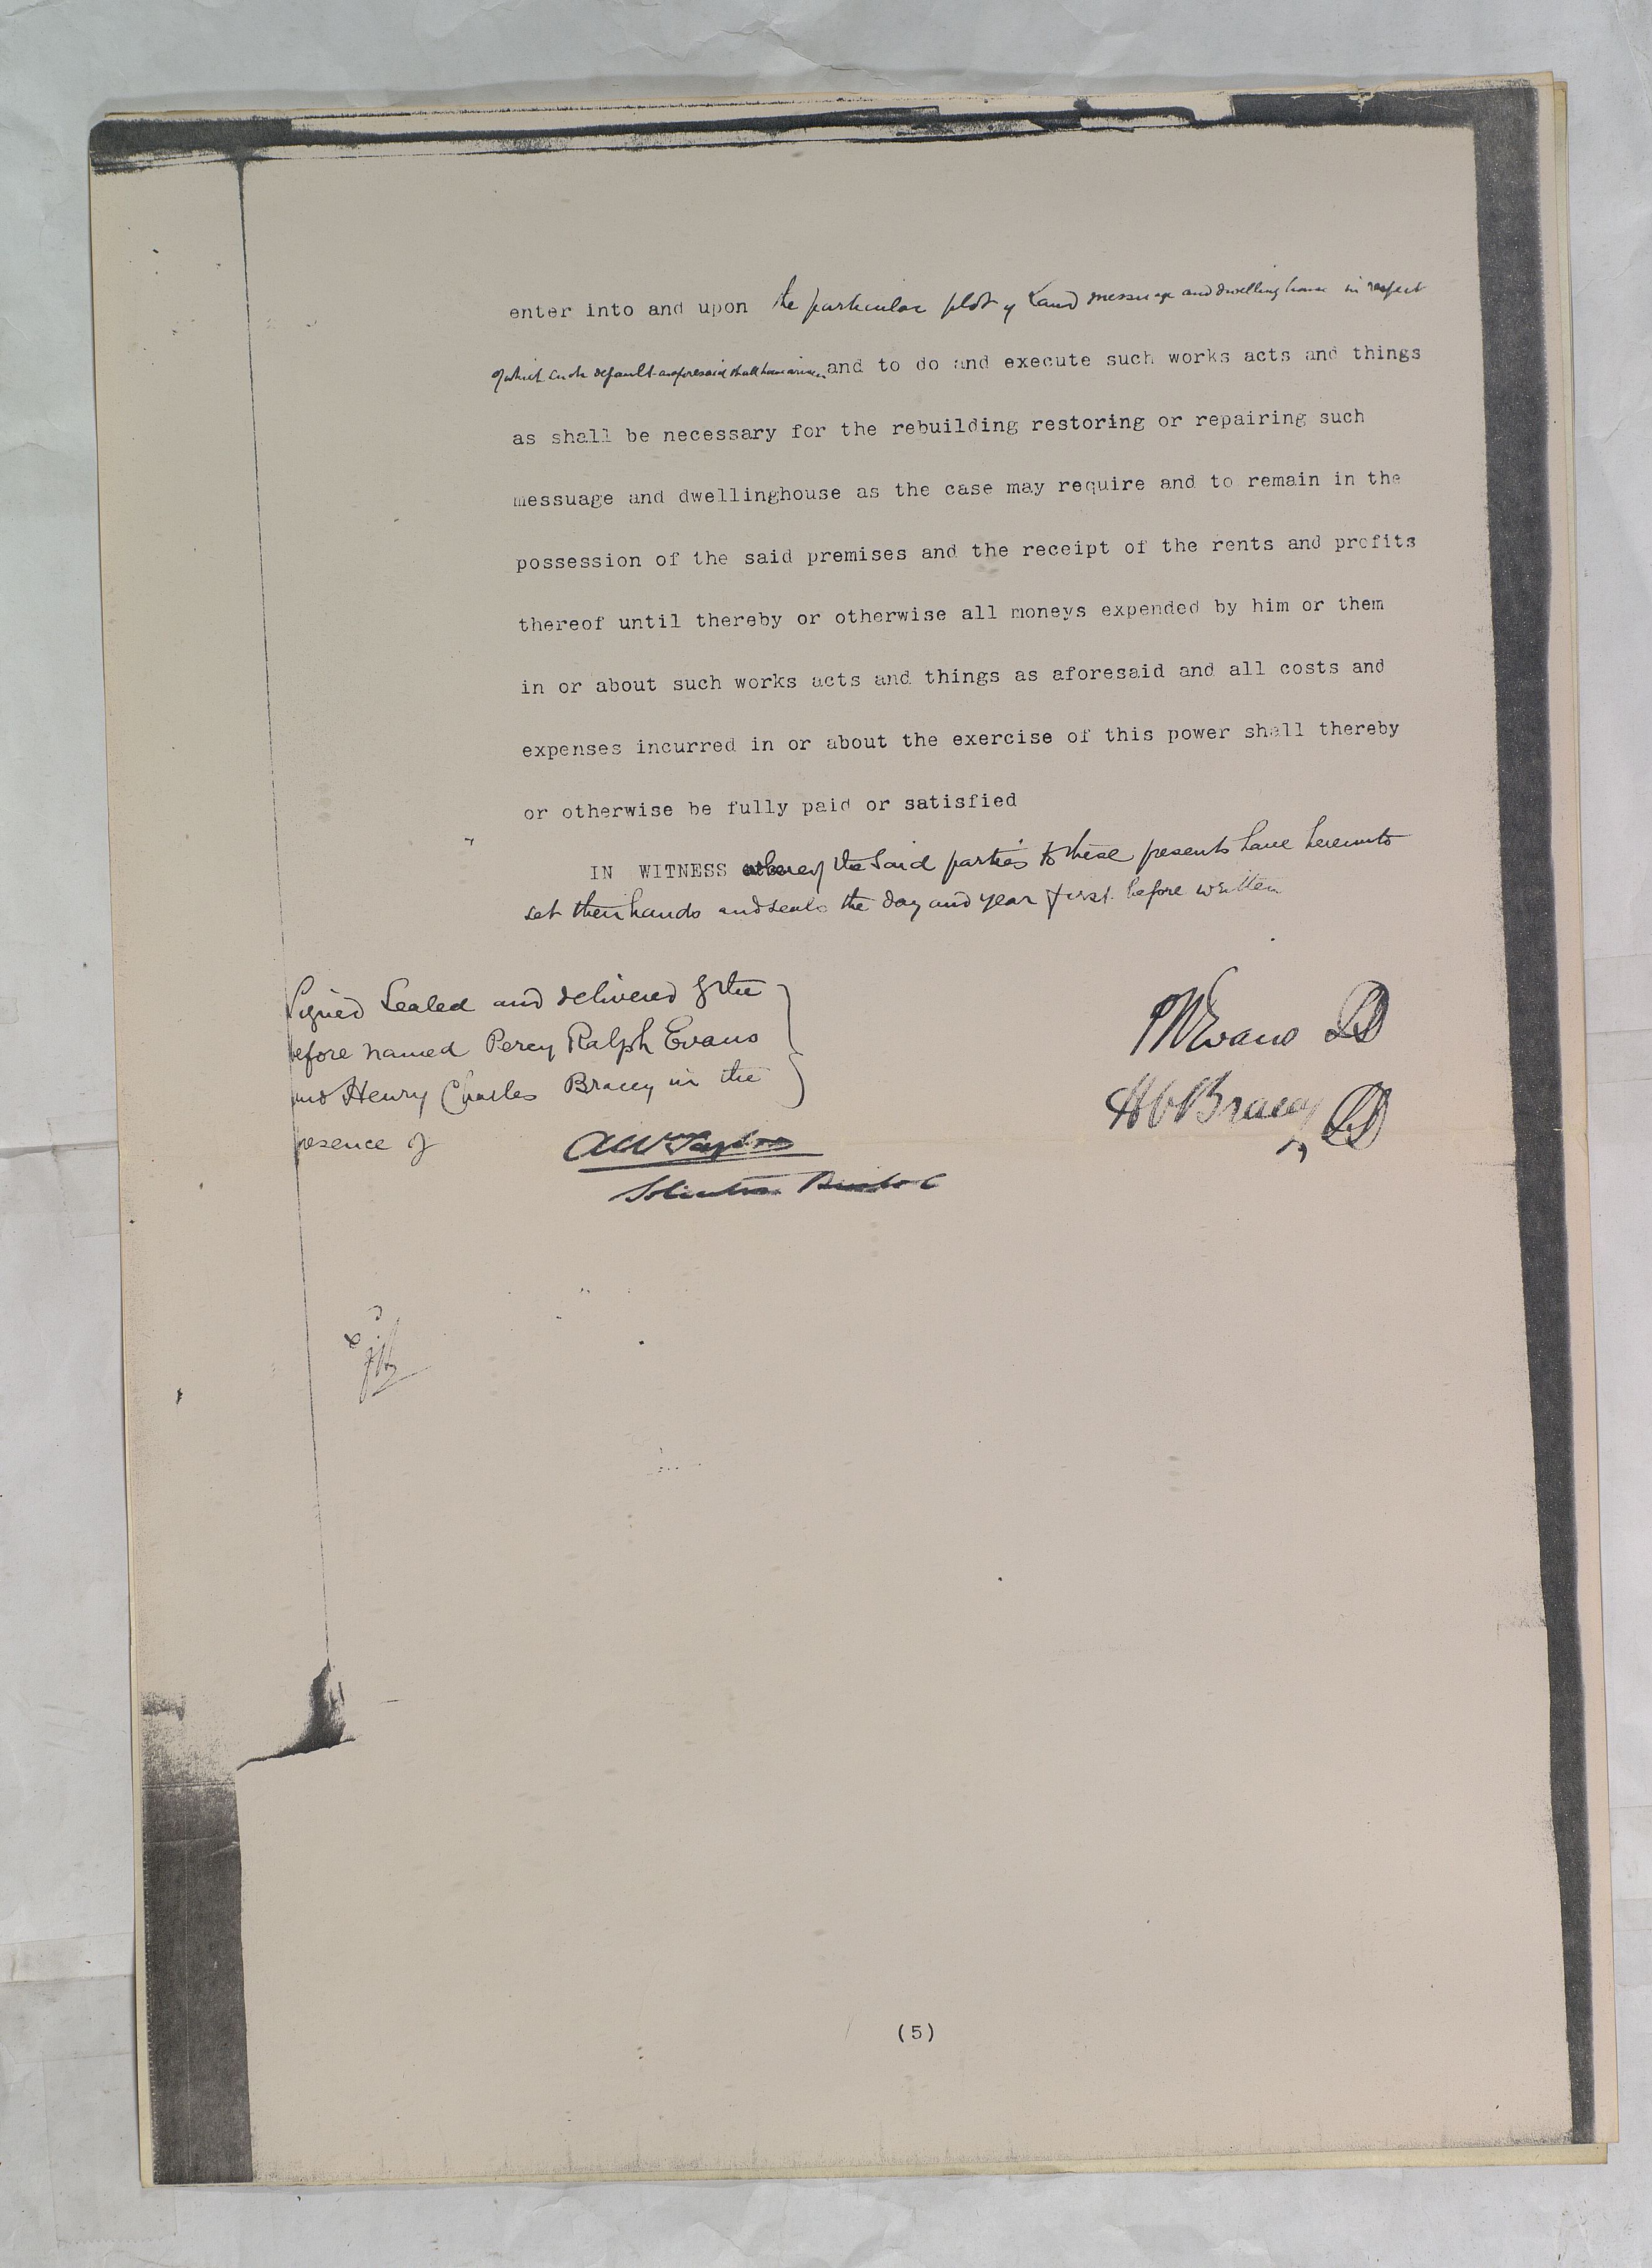 enter into and upon the particular plot of Land messuage and dwelling house in respect
of which such default aforesaid shall have arisen and to do and execute such works acts and things
as shall be necessary for the rebuilding restoring or repairing such
messuage and dwellinghouse as the case may require and to remain in the
possession of the said premises and the receipt of the rents and profits
thereof until thereby or otherwise all moneys expended by him or them
in or about such works acts and things as aforesaid and all costs and
expenses incurred in or about the exercise of this power shall thereby
or otherwise be fully paid or satisfied
IN WITNESS whereof the said parties to these presents have hereunto
set their hands and seals the day and year first before written
Signed Sealed and delivered by the
before named Percy Ralph Evans
and Henry Charles Bracey in the
presence of
PREvans
HCBracey
AWTaylor
Solicitor Bristol
(5)